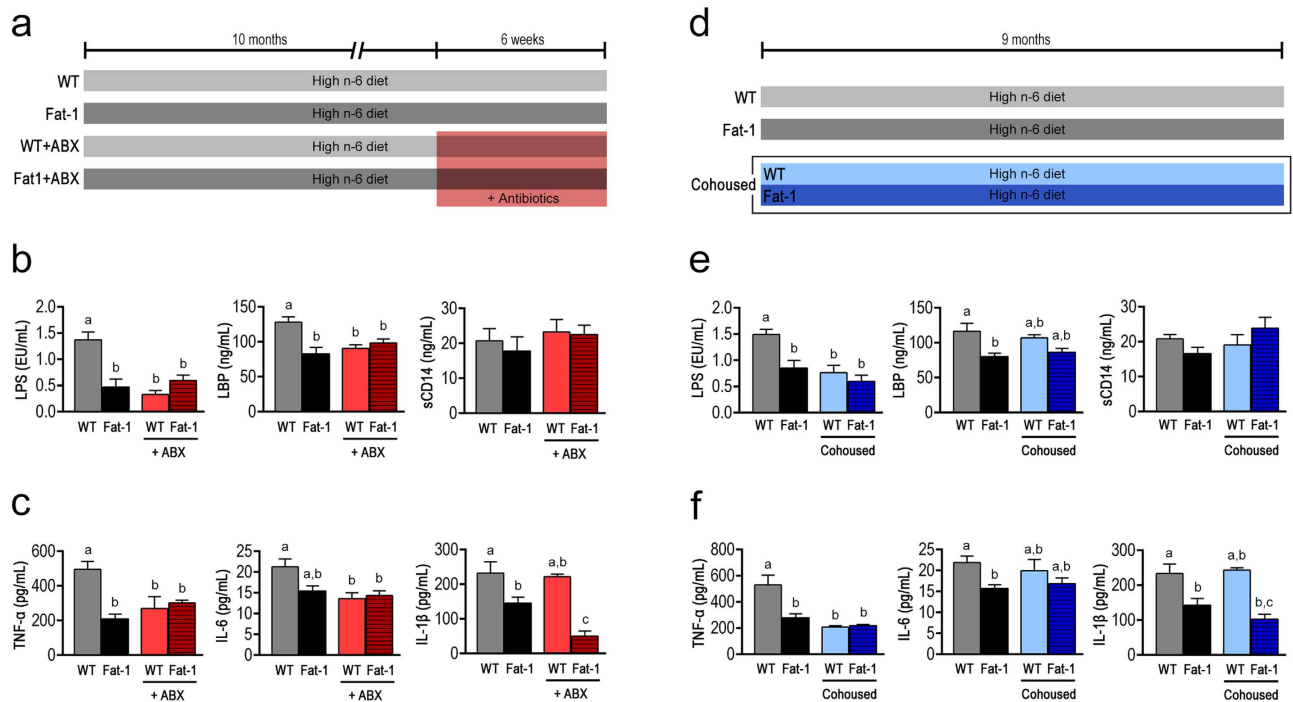 a
10 months
6 weeks
WT
High n-6 diet
Fat-1
High n-6 diet
WT+ABX
High n-6 diet
Fat1+ABX
High n-6 diet
+ Antibiotics
d
9 months
WT
High n-6 diet
Fat-1
High n-6 diet
Cohoused
WT
High n-6 diet
Fat-1
High n-6 diet
b
LPS (EU/mL)
2.0
1.5
1.0
0.5
0.0
a
b
b
b
WT Fat-1 WT Fat-1
+ ABX
LBP (ng/mL)
150
100
50
0
a
b
b
b
WT Fat-1 WT Fat-1
+ ABX
sCD14 (ng/mL)
30
20
10
0
WT Fat-1 WT Fat-1
+ ABX
e
LPS (EU/mL)
2.0
1.5
1.0
0.5
0.0
a
b
b
b
WT Fat-1 WT Fat-1
Cohoused
LBP (ng/mL)
150
100
50
0
a
b
a,b
a,b
WT Fat-1 WT Fat-1
Cohoused
sCD14 (ng/mL)
30
20
10
0
WT Fat-1 WT Fat-1
Cohoused
c
TNF-α (pg/mL)
600
400
200
0
a
b
b
b
WT Fat-1 WT Fat-1
+ ABX
IL-6 (pg/mL)
25
20
15
10
5
0
a
a,b
b
b
WT Fat-1 WT Fat-1
+ ABX
IL-1β (pg/mL)
300
200
100
0
a
b
a,b
c
WT Fat-1 WT Fat-1
+ ABX
f
TNF-α (pg/mL)
800
600
400
200
0
a
b
b
b
WT Fat-1 WT Fat-1
Cohoused
IL-6 (pg/mL)
25
20
15
10
5
0
a
b
a,b
a,b
WT Fat-1 WT Fat-1
Cohoused
IL-1β (pg/mL)
300
200
100
0
a
b
a,b
b,c
WT Fat-1 WT Fat-1
Cohoused